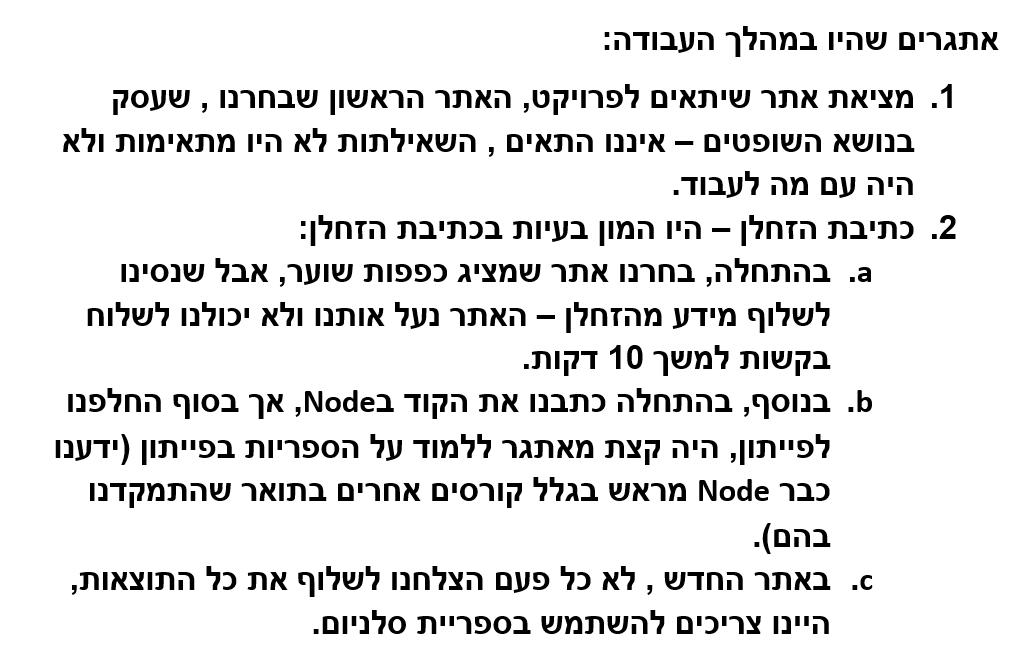 אתגרים שהיו במהלך העבודה:
1. מציאת אתר שיתאים לפרויקט, האתר הראשון שבחרנו , שעסק
בנושא השופטים – איננו התאים , השאילתות לא היו מתאימות ולא
היה עם מה לעבוד.
2. כתיבת הזחלן – היו המון בעיות בכתיבת הזחלן:
a. בהתחלה, בחרנו אתר שמציג כפפות שוער, אבל שנסינו
לשלוף מידע מהזחלן – האתר נעל אותנו ולא יכולנו לשלוח
בקשות למשך 10 דקות.
b. בנוסף, בהתחלה כתבנו את הקוד בNode, אך בסוף החלפנו
לפייתון, היה קצת מאתגר ללמוד על הספריות בפייתון (ידענו
כבר Node מראש בגלל קורסים אחרים בתואר שהתמקדנו
בהם).
c. באתר החדש , לא כל פעם הצלחנו לשלוף את כל התוצאות,
היינו צריכים להשתמש בספריית סלניום.